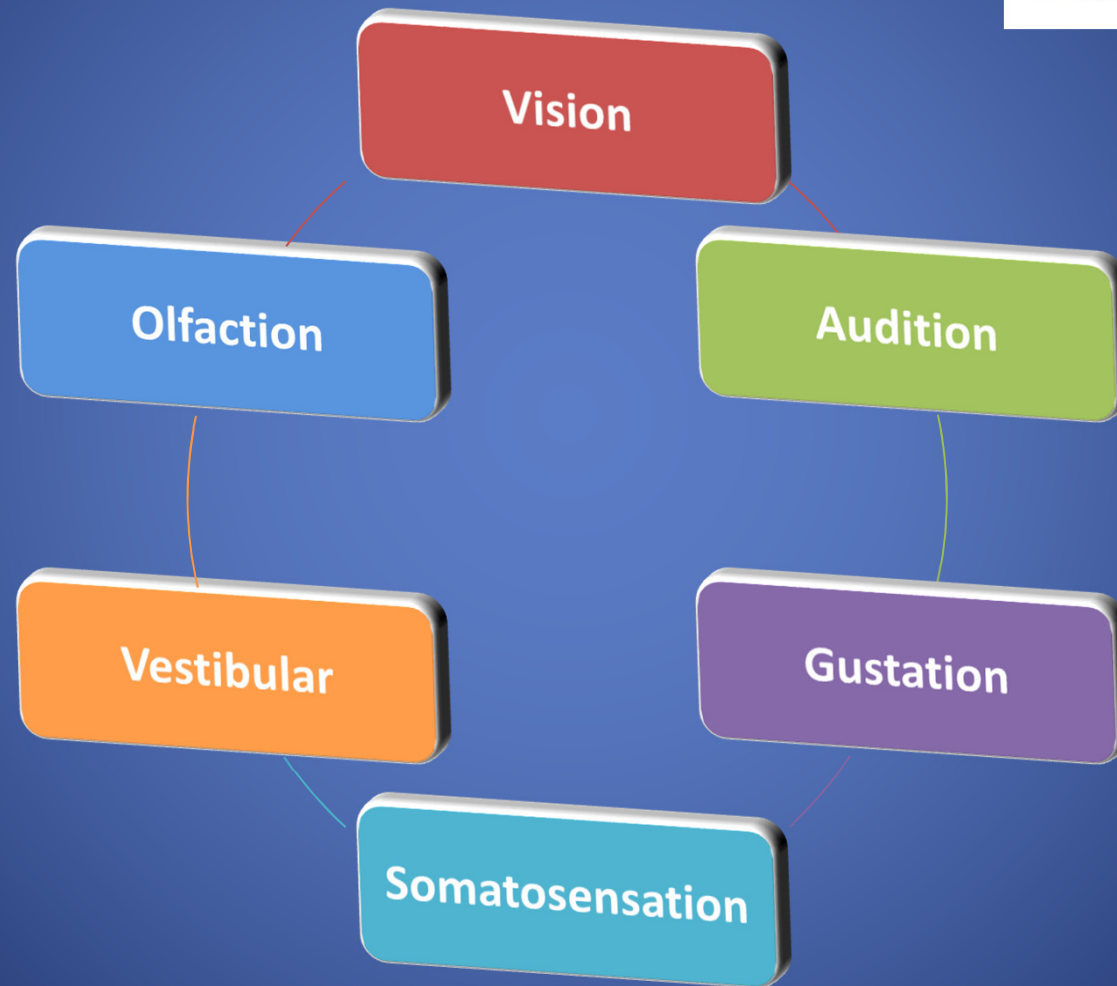 Vision
Olfaction
Audition
Vestibular
Gustation
Somatosensation